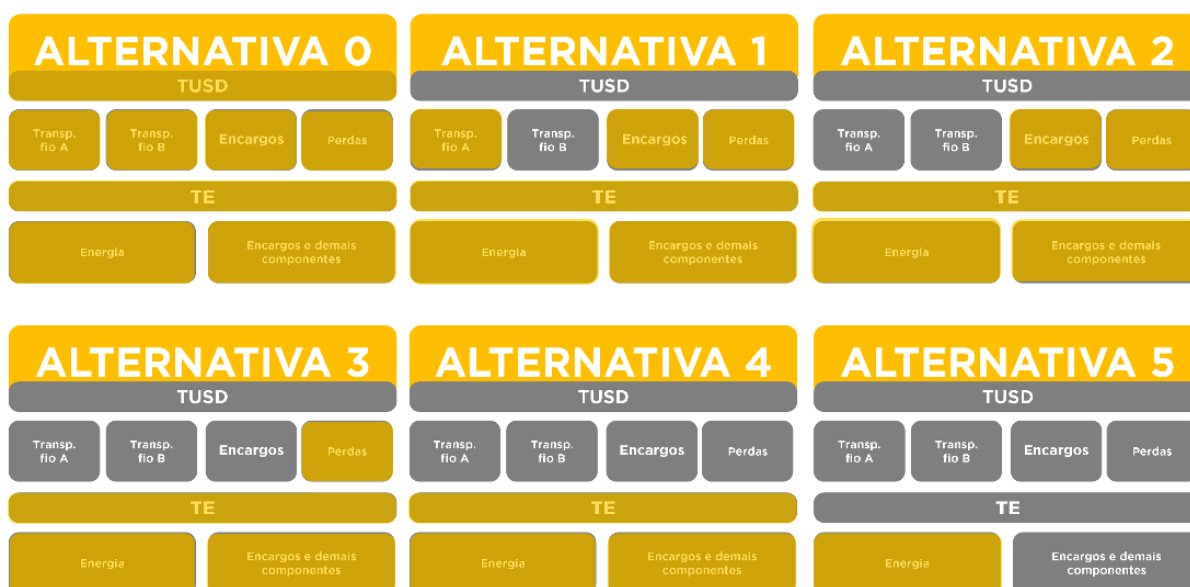 ALTERNATIVA 0
TUSD
Transp. fio A
Transp. fio B
Encargos
Perdas
TE
Energia
Encargos e demais componentes
ALTERNATIVA 1
TUSD
Transp. fio A
Transp. fio B
Encargos
Perdas
TE
Energia
Encargos e demais componentes
ALTERNATIVA 2
TUSD
Transp. fio A
Transp. fio B
Encargos
Perdas
TE
Energia
Encargos e demais componentes
ALTERNATIVA 3
TUSD
Transp. fio A
Transp. fio B
Encargos
Perdas
TE
Energia
Encargos e demais componentes
ALTERNATIVA 4
TUSD
Transp. fio A
Transp. fio B
Encargos
Perdas
TE
Energia
Encargos e demais componentes
ALTERNATIVA 5
TUSD
Transp. fio A
Transp. fio B
Encargos
Perdas
TE
Energia
Encargos e demais componentes